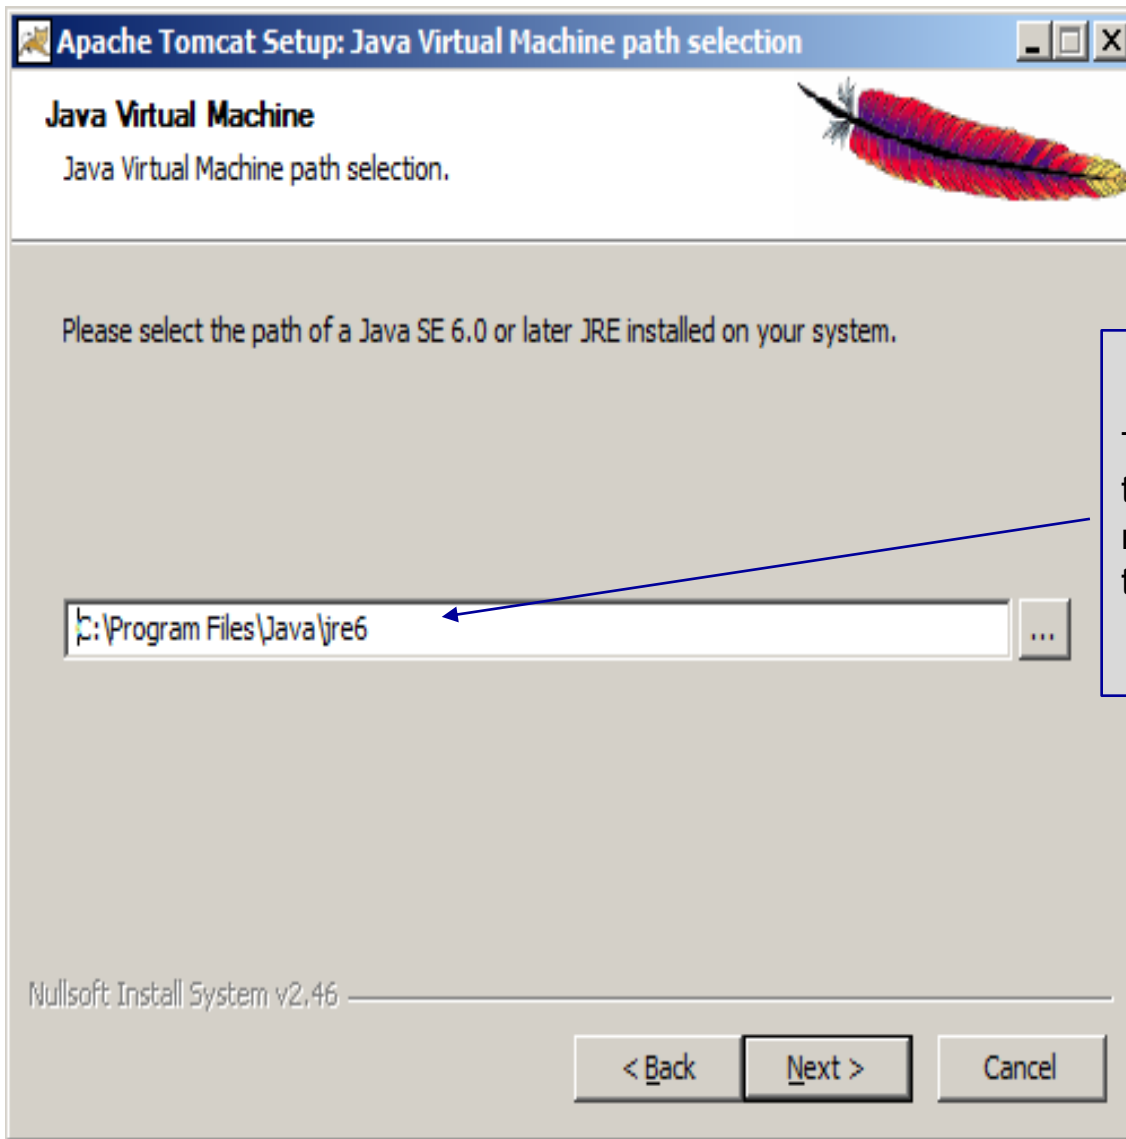 Apache Tomcat Setup: Java Virtual Machine path selection
Java Virtual Machine
Java Virtual Machine path selection.
Please select the path of a Java SE 6.0 or later JRE installed on your system.
C:\Program Files\Java\jre6
...
Nullsoft Install System v2.46
< Back
Next >
Cancel